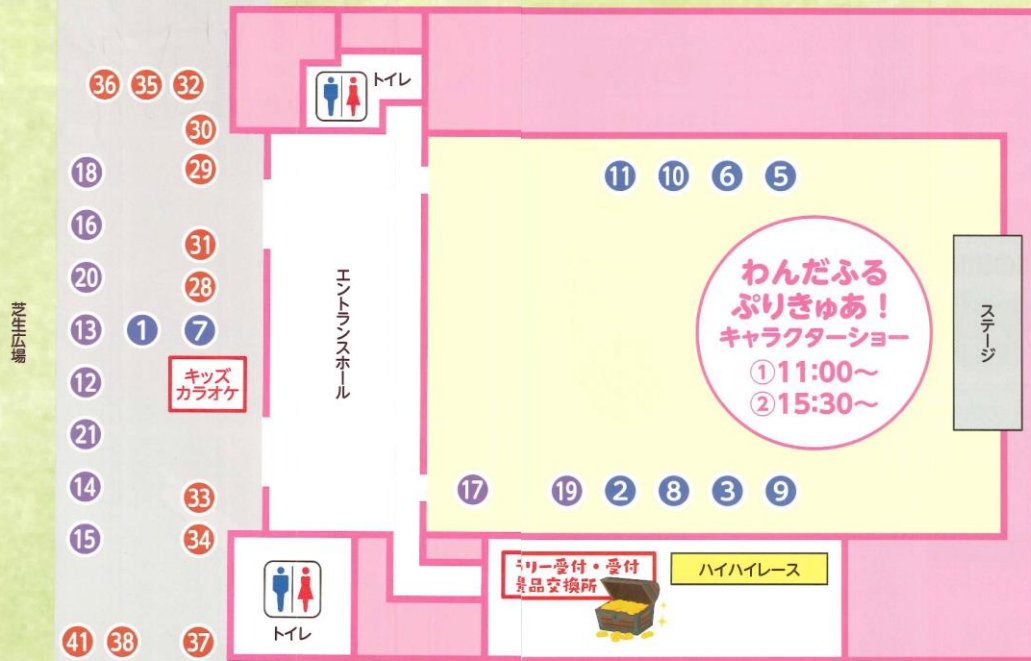 36 35 32
トイレ
30
29
18
11 10 6 5
16
31
20
28
わんだふる
ぷりきゅあ!
キャラクターショー
①11:00～
②15:30～
ステージ
エントランスホール
芝生広場
13 1 7
キッズ
カラオケ
12
21
14
33
17 19 2 8 3 9
15
34
リー受付・受付
景品交換所
ハイハイレース
トイレ
41 38 37